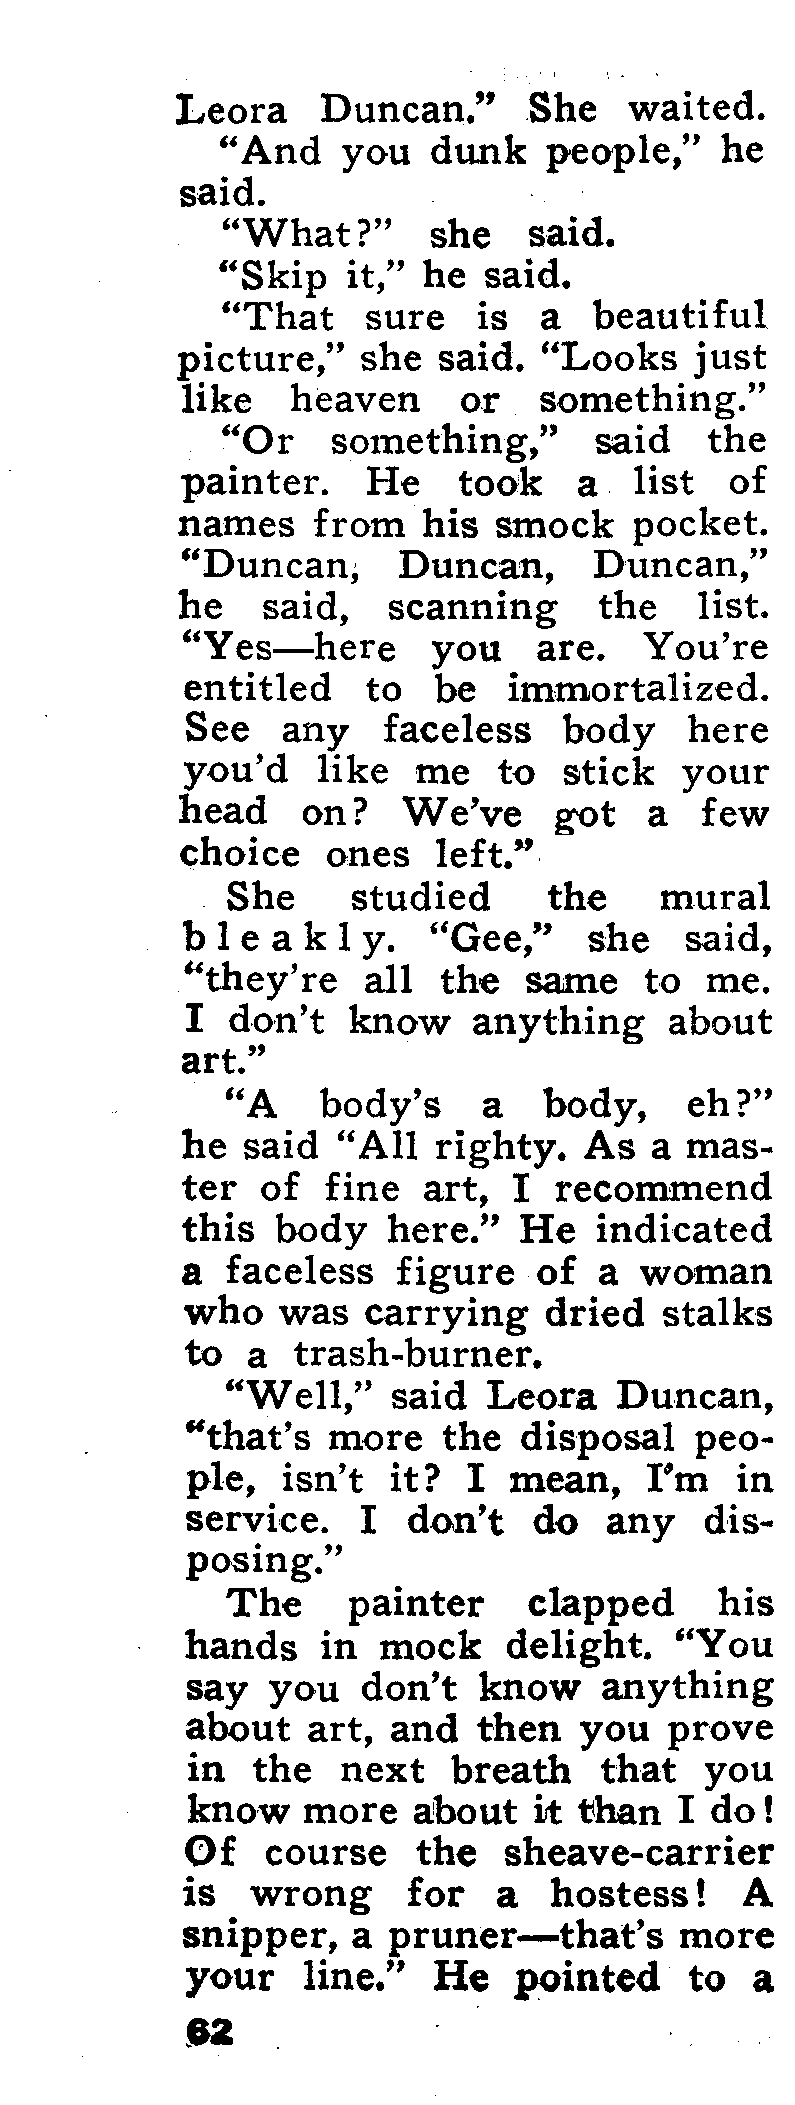 Leora Duncan.” She waited.
“And you dunk people,” he
said.
“What?” she said.
“Skip it,” he said.
“That sure is a beautiful
picture,” she said. “Looks just
like heaven or something.”
“Or something,” said the
painter. He took a list of
names from his smock pocket.
“Duncan, Duncan, Duncan,”
he said, scanning the list.
“Yes—here you are. You’re
entitled to be immortalized.
See any faceless body here
you’d like me to stick your
head on? We’ve got a few
choice ones left.”
She studied the mural
bleakly. “Gee,” she said,
“they’re all the same to me.
I don’t know anything about
art.”
“A body’s a body, eh?”
he said “All righty. As a mas-
ter of fine art, I recommend
this body here.” He indicated
a faceless figure of a woman
who was carrying dried stalks
to a trash-burner.
“Well,” said Leora Duncan,
“that’s more the disposal peo-
ple, isn’t it? I mean, I’m in
service. I don’t do any dis-
posing.”
The painter clapped his
hands in mock delight. “You
say you don’t know anything
about art, and then you prove
in the next breath that you
know more about it than I do!
Of course the sheave-carrier
is wrong for a hostess! A
snipper, a pruner—that’s more
your line.” He pointed to a
62